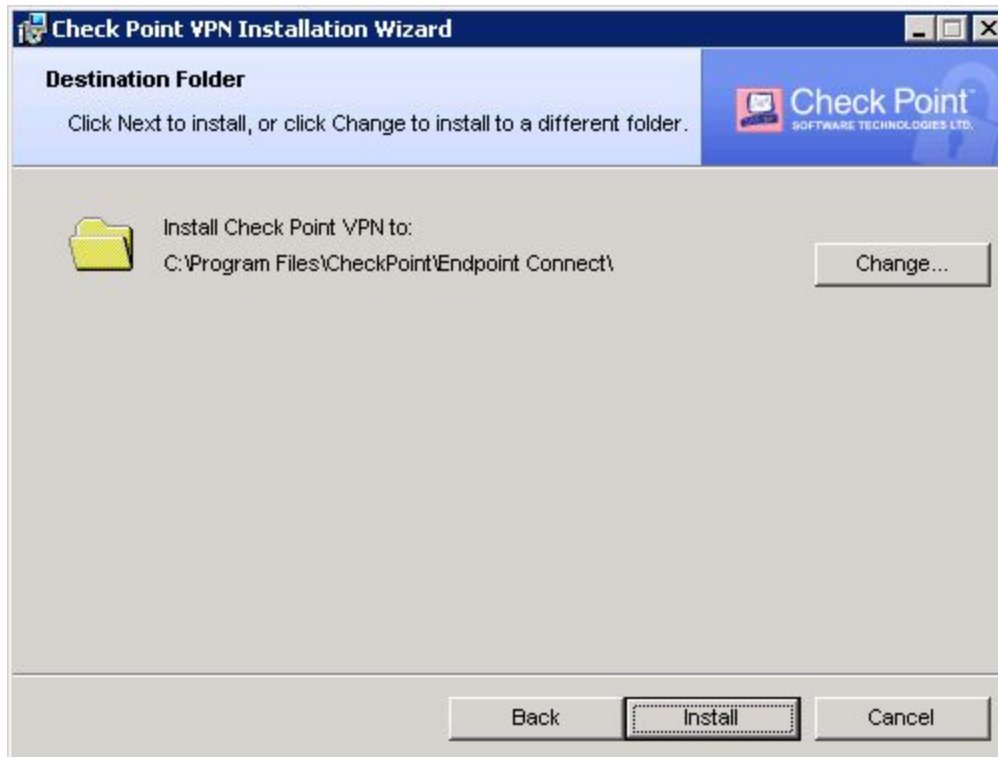 Check Point VPN Installation Wizard
Destination Folder
Click Next to install, or click Change to install to a different folder.
Check Point™
SOFTWARE TECHNOLOGIES LTD.
Install Check Point VPN to:
C:\Program Files\CheckPoint\Endpoint Connect\
Change...
Back
Install
Cancel